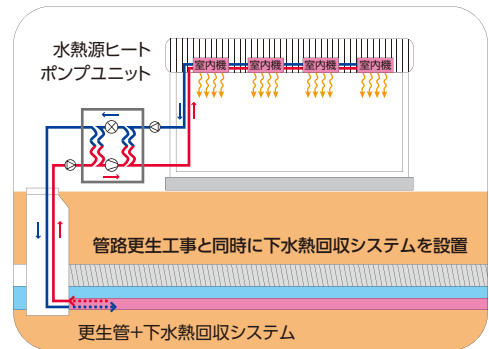 水熱源ヒート
ポンプユニット
室内機 室内機 室内機 室内機
管路更生工事と同時に下水熱回収システムを設置
更生管+下水熱回収システム